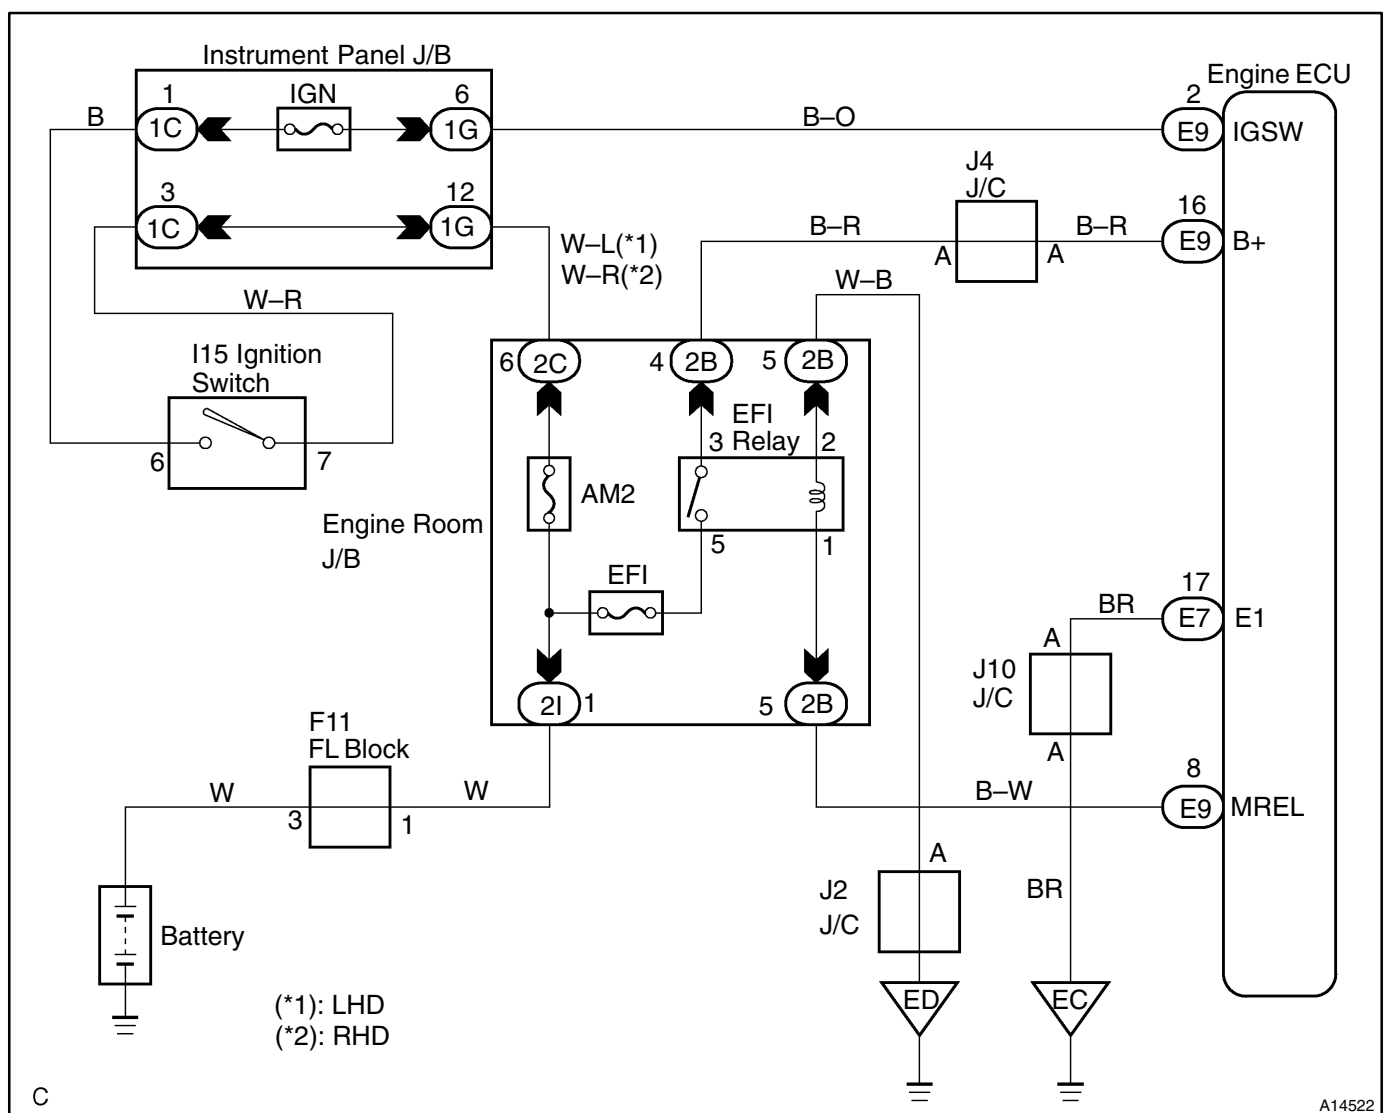 Instrument Panel J/B
Engine ECU
1
IGN
6
2
B
1C
1G
B–O
E9
IGSW
J4
J/C
3
12
16
1C
1G
W–L(*1)
W–R(*2)
B–R
A
A
B–R
E9
B+
W–B
W–R
I15 Ignition
Switch
6
2C
4
2B
5
2B
EFI
Relay
3
2
6
7
AM2
Engine Room
J/B
5
1
EFI
17
BR
E7
E1
A
J10
J/C
A
2I
1
5
2B
F11
FL Block
W
3
1
W
B–W
8
E9
MREL
A
J2
J/C
BR
Battery
ED
EC
(*1): LHD
(*2): RHD
C
A14522